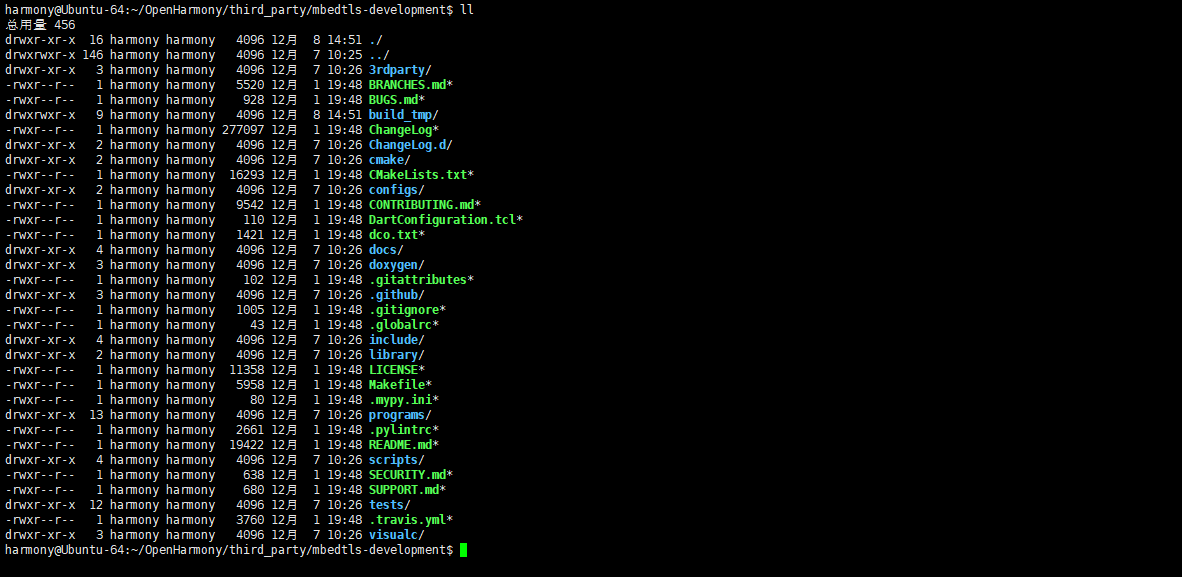 harmony@Ubuntu-64:~/OpenHarmony/third_party/mbedtls-development$ ll
总用量 456
drwxr-xr-x  16 harmony harmony   4096 12月  8 14:51 ./
drwxrwxr-x 146 harmony harmony   4096 12月  7 10:25 ../
drwxr-xr-x   3 harmony harmony   4096 12月  7 10:26 3rdparty/
-rwxr--r--   1 harmony harmony   5520 12月  1 19:48 BRANCHES.md*
-rwxr--r--   1 harmony harmony    928 12月  1 19:48 BUGS.md*
drwxrwxr-x   9 harmony harmony   4096 12月  8 14:51 build_tmp/
-rwxr--r--   1 harmony harmony 277097 12月  1 19:48 ChangeLog*
drwxr-xr-x   2 harmony harmony   4096 12月  7 10:26 ChangeLog.d/
drwxr-xr-x   2 harmony harmony   4096 12月  7 10:26 cmake/
-rwxr--r--   1 harmony harmony  16293 12月  1 19:48 CMakeLists.txt*
drwxr-xr-x   2 harmony harmony   4096 12月  7 10:26 configs/
-rwxr--r--   1 harmony harmony   9542 12月  1 19:48 CONTRIBUTING.md*
-rwxr--r--   1 harmony harmony    110 12月  1 19:48 DartConfiguration.tcl*
-rwxr--r--   1 harmony harmony   1421 12月  1 19:48 dco.txt*
drwxr-xr-x   4 harmony harmony   4096 12月  7 10:26 docs/
drwxr-xr-x   3 harmony harmony   4096 12月  7 10:26 doxygen/
-rwxr--r--   1 harmony harmony    102 12月  1 19:48 .gitattributes*
drwxr-xr-x   3 harmony harmony   4096 12月  7 10:26 .github/
-rwxr--r--   1 harmony harmony   1005 12月  1 19:48 .gitignore*
-rwxr--r--   1 harmony harmony     43 12月  1 19:48 .globalrc*
drwxr-xr-x   4 harmony harmony   4096 12月  7 10:26 include/
drwxr-xr-x   2 harmony harmony   4096 12月  7 10:26 library/
-rwxr--r--   1 harmony harmony  11358 12月  1 19:48 LICENSE*
-rwxr--r--   1 harmony harmony   5958 12月  1 19:48 Makefile*
-rwxr--r--   1 harmony harmony     80 12月  1 19:48 .mypy.ini*
drwxr-xr-x  13 harmony harmony   4096 12月  7 10:26 programs/
-rwxr--r--   1 harmony harmony   2661 12月  1 19:48 .pylintrc*
-rwxr--r--   1 harmony harmony  19422 12月  1 19:48 README.md*
drwxr-xr-x   4 harmony harmony   4096 12月  7 10:26 scripts/
-rwxr--r--   1 harmony harmony    638 12月  1 19:48 SECURITY.md*
-rwxr--r--   1 harmony harmony    680 12月  1 19:48 SUPPORT.md*
drwxr-xr-x  12 harmony harmony   4096 12月  7 10:26 tests/
-rwxr--r--   1 harmony harmony   3760 12月  1 19:48 .travis.yml*
drwxr-xr-x   3 harmony harmony   4096 12月  7 10:26 visualc/
harmony@Ubuntu-64:~/OpenHarmony/third_party/mbedtls-development$